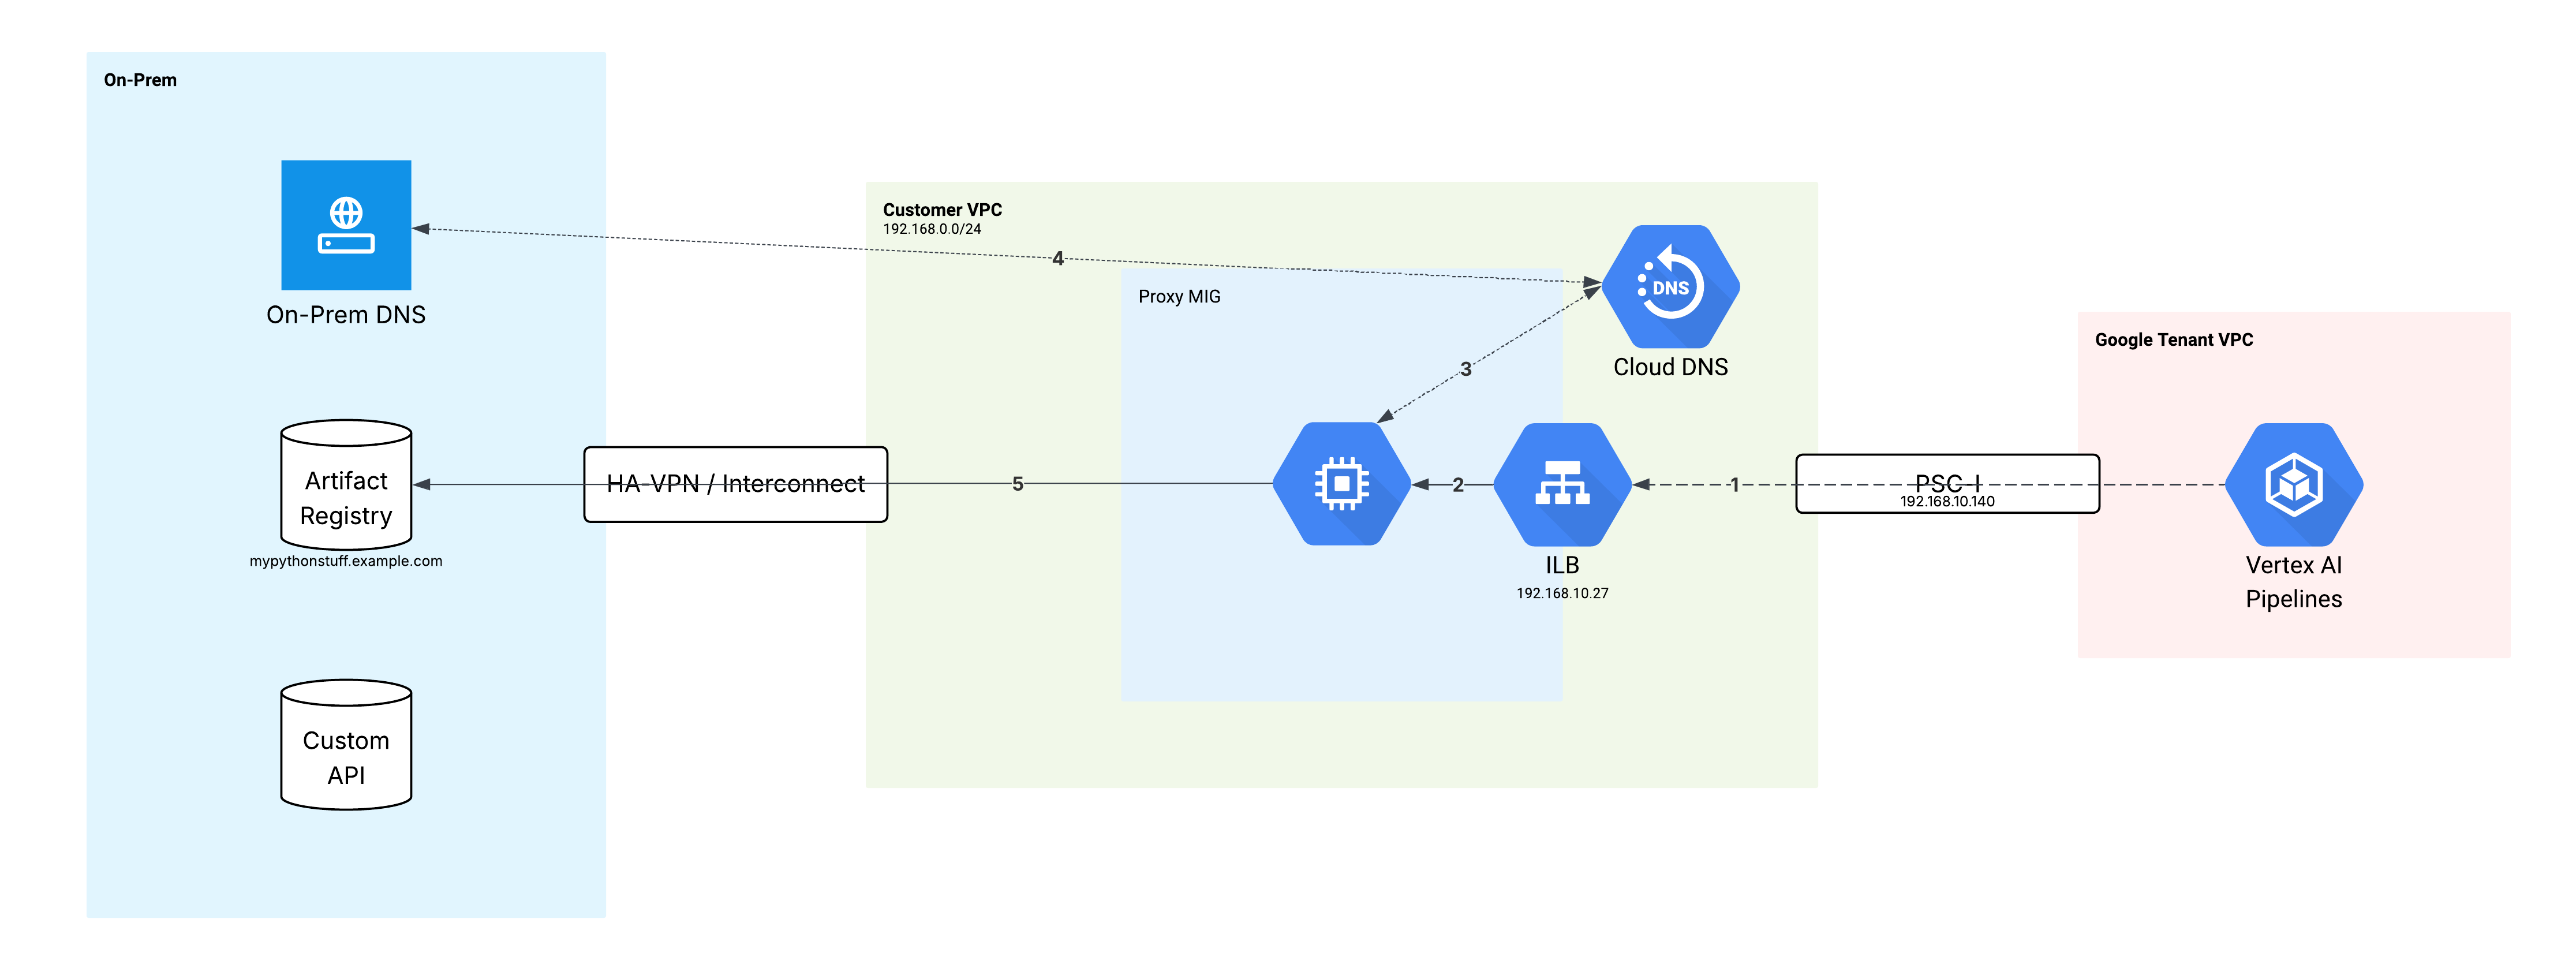 On-Prem
On-Prem DNS
Artifact
Registry
mypythonstuff.example.com
Custom
API
HA-VPN / Interconnect
Customer VPC
192.168.0.0/24
4
Proxy MIG
DNS
Cloud DNS
3
5
2
ILB
192.168.10.27
1
PSC-I
192.168.10.140
Google Tenant VPC
Vertex AI
Pipelines